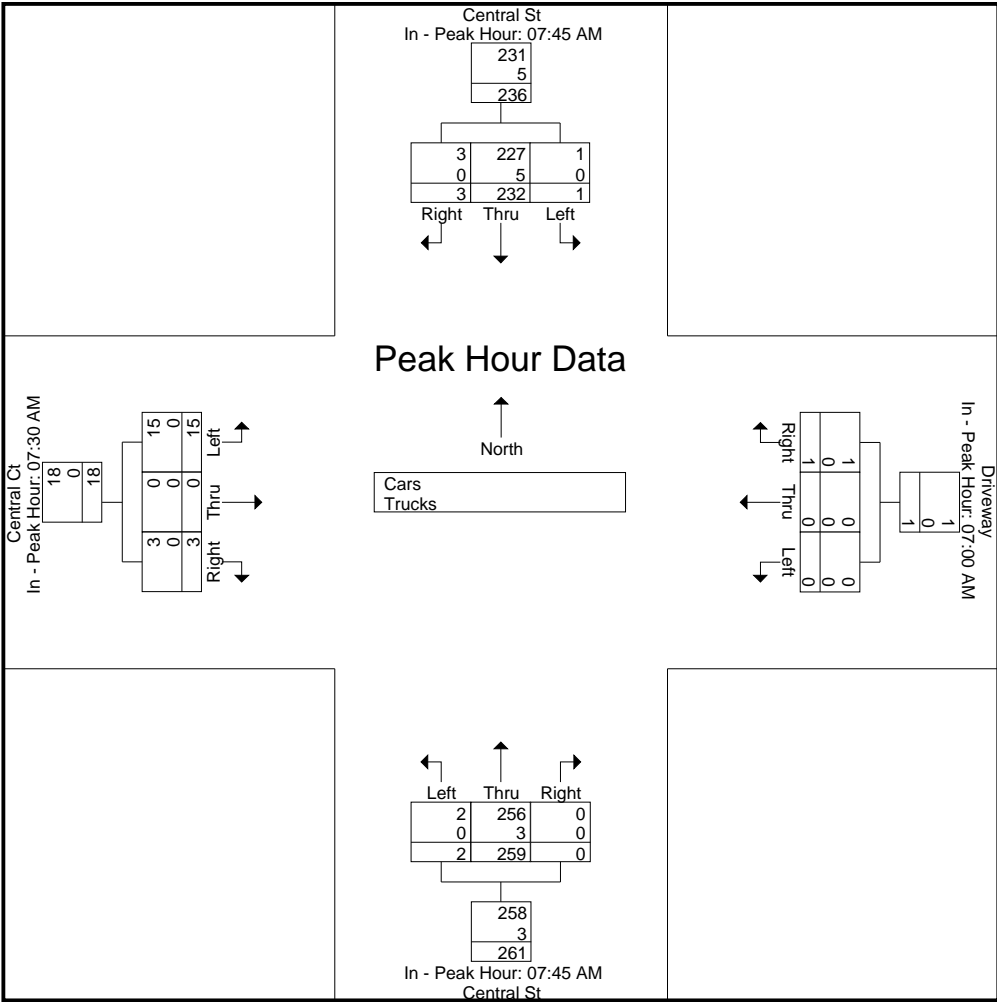 Central St
In - Peak Hour: 07:45 AM
231
5
236
3 227 1
0 5 0
3 232 1
Right Thru Left
Peak Hour Data
North
Cars
Trucks
Central Ct
In - Peak Hour: 07:30 AM
18
0
18
15 0 15
Left
0 0 0
Thru
3 0 3
Right
Driveway
In - Peak Hour: 07:00 AM
1
0
1
Right
1 0 1
Thru
0 0 0
Left
0 0 0
Left Thru Right
2 256 0
0 3 0
2 259 0
258
3
261
In - Peak Hour: 07:45 AM
Central St